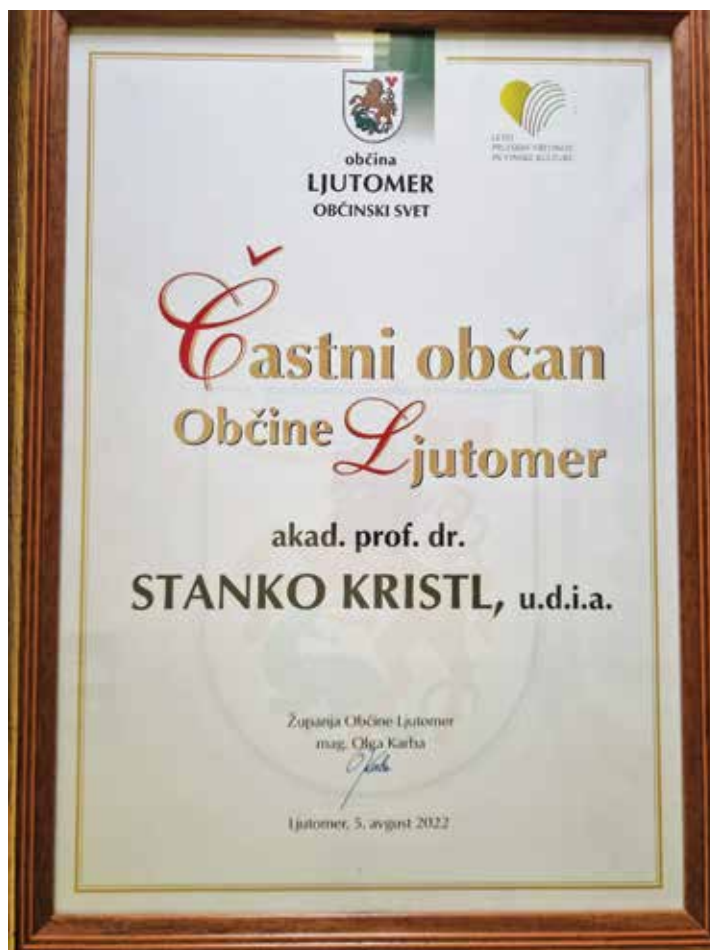 občina
LJUTOMER
OBČINSKI SVET
Častni občan
Občine Ljutomer
akad. prof. dr.
STANKO KRISTL, u.d.i.a.
Županja Občine Ljutomer
mag. Olga Karba
Ljutomer, 5. avgust 2022